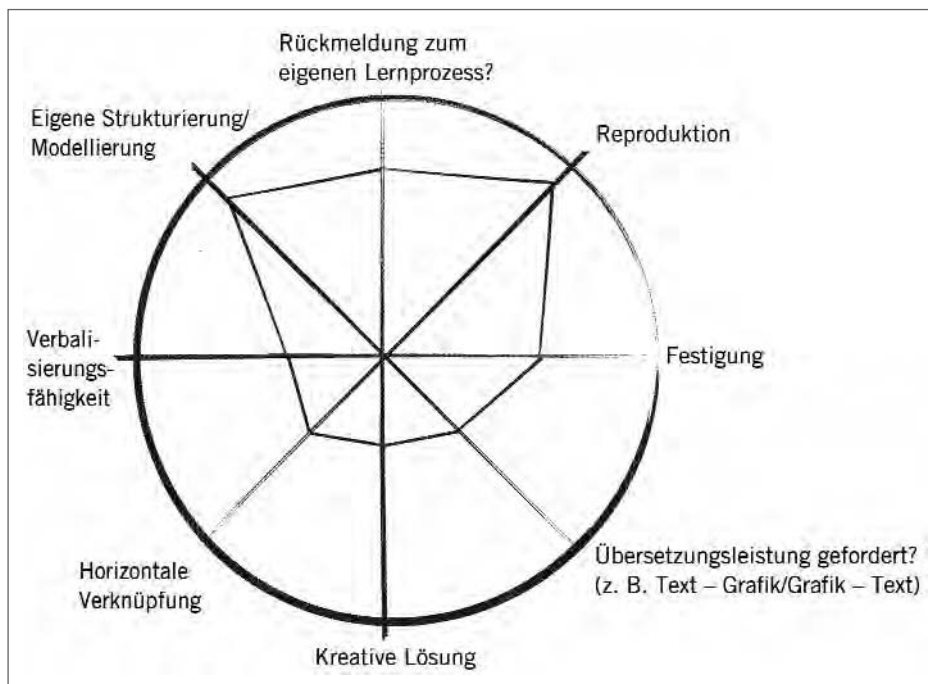 Rückmeldung zum
eigenen Lernprozess?
Eigene Strukturierung/
Modellierung
Reproduktion
Verbali-
sierungs-
fähigkeit
Festigung
Horizontale
Verknüpfung
Übersetzungsleistung gefordert?
(z. B. Text – Grafik/Grafik – Text)
Kreative Lösung